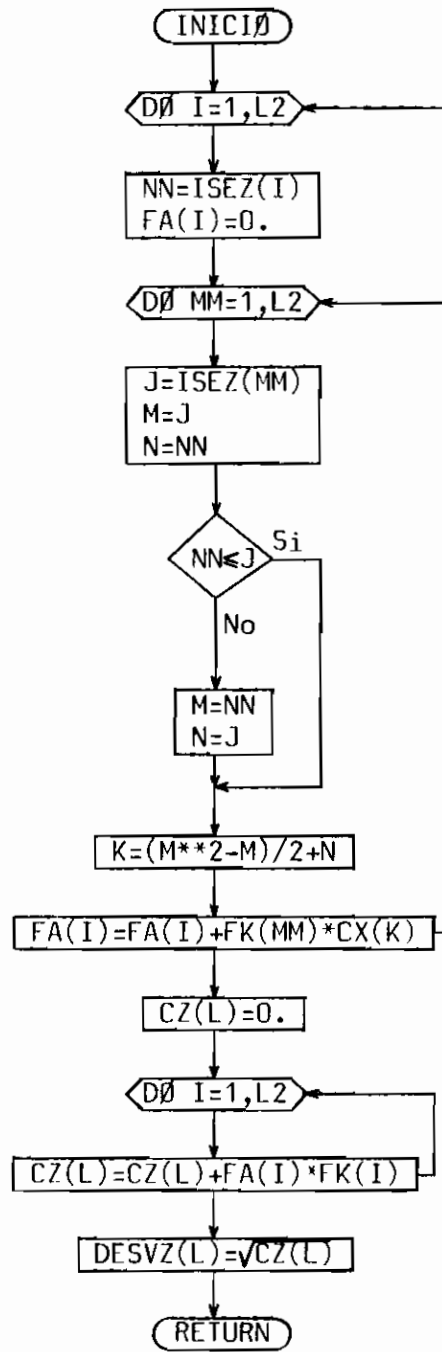 INICIØ
DØ I=1,L2
NN=ISEZ(I)
FA(I)=0.
DØ MM=1,L2
J=ISEZ(MM)
M=J
N=NN
NN⩽J
Si
No
M=NN
N=J
K=(M**2-M)/2+N
FA(I)=FA(I)+FK(MM)*CX(K)
CZ(L)=0.
DØ I=1,L2
CZ(L)=CZ(L)+FA(I)*FK(I)
DESVZ(L)=√CZ(L)
RETURN